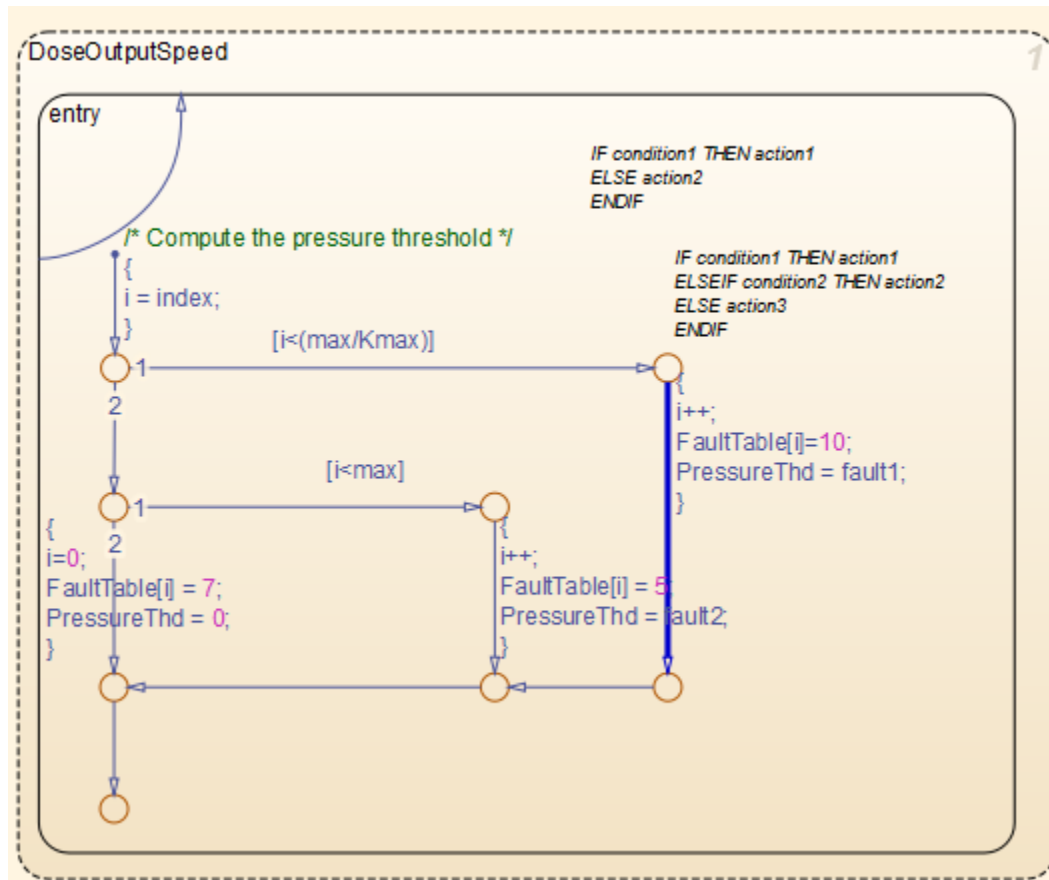 DoseOutputSpeed
1
entry
IF condition1 THEN action1
ELSE action2
ENDIF
/* Compute the pressure threshold */
{
i = index;
}
IF condition1 THEN action1
ELSEIF condition2 THEN action2
ELSE action3
ENDIF
[i<(max/Kmax)]
1
2
{
i++;
FaultTable[i]=10;
PressureThd = fault1;
}
[i<max]
1
2
{
i=0;
FaultTable[i] = 7;
PressureThd = 0;
}
{
i++;
FaultTable[i] = 5;
PressureThd = fault2;
}